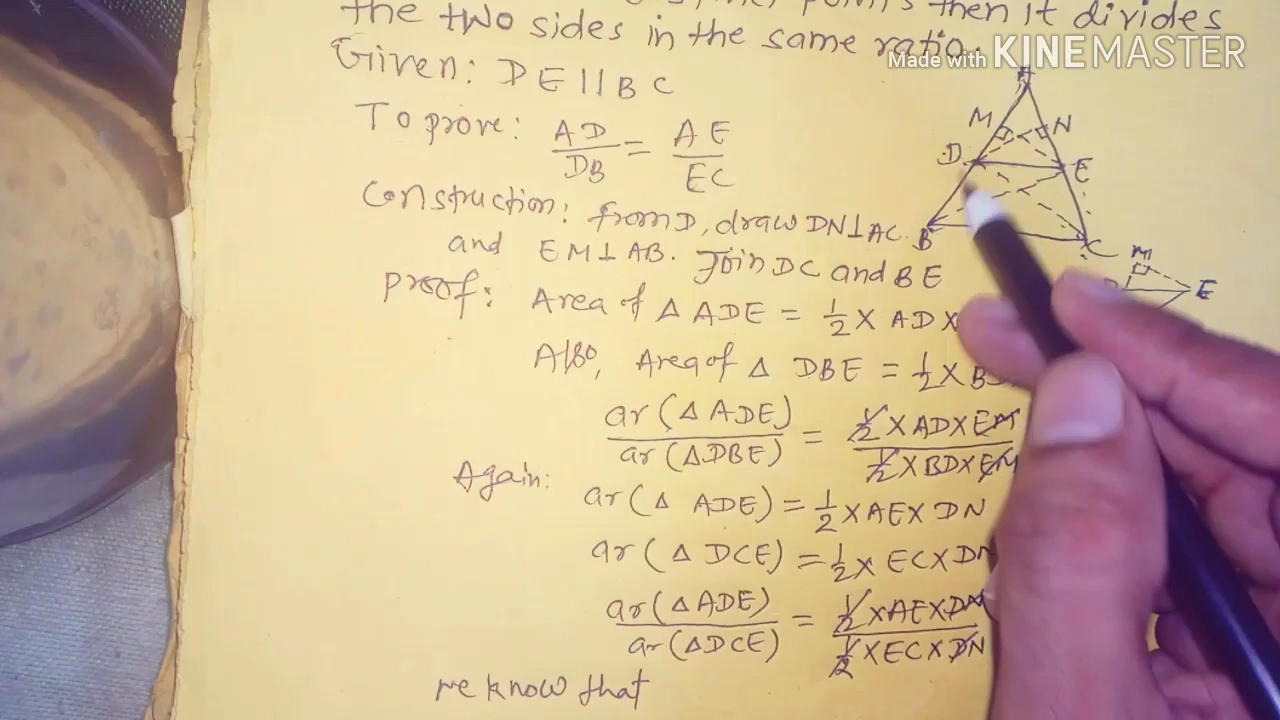 the two sides in the same ratio.
Made with KINEMASTER
Given: DE || BC
To prove: AD/DB = AE/EC
Construction: from D, draw DN ⊥ AC
and EM ⊥ AB. Join DC and BE
Proof: Area of Δ ADE = 1/2 × AD ×
Also, Area of Δ DBE = 1/2 × B
ar(Δ ADE)/ar(ΔDBE) = 1/2 × AD × EM / 1/2 × BD × EM
Again: ar(Δ ADE) = 1/2 × AE × DN
ar(Δ DCE) = 1/2 × EC × DN
ar(ΔADE)/ar(ΔDCE) = 1/2 × AE × DN / 1/2 × EC × DN
we know that
A
M N
D E
B C
M
E